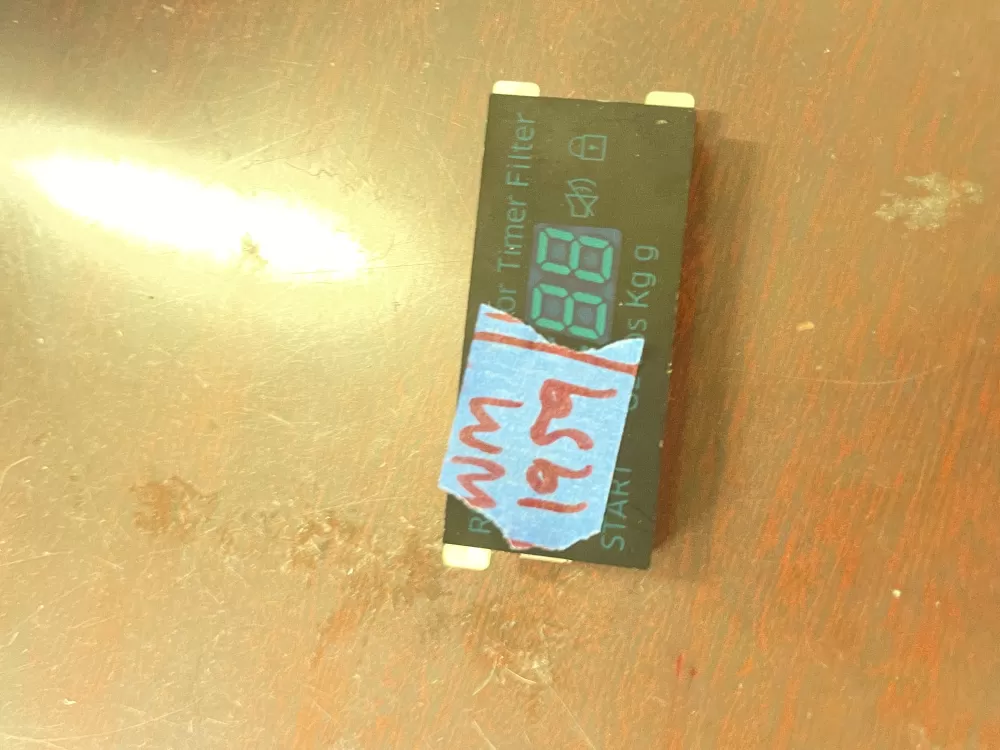 Timer Filter
WM
1959
88
START
Kg g